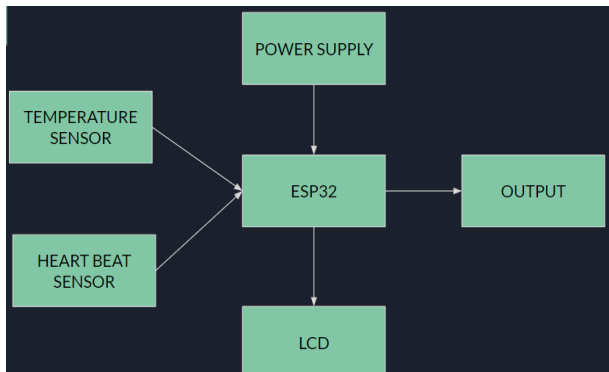 POWER SUPPLY
TEMPERATURE
SENSOR
ESP32
OUTPUT
HEART BEAT
SENSOR
LCD